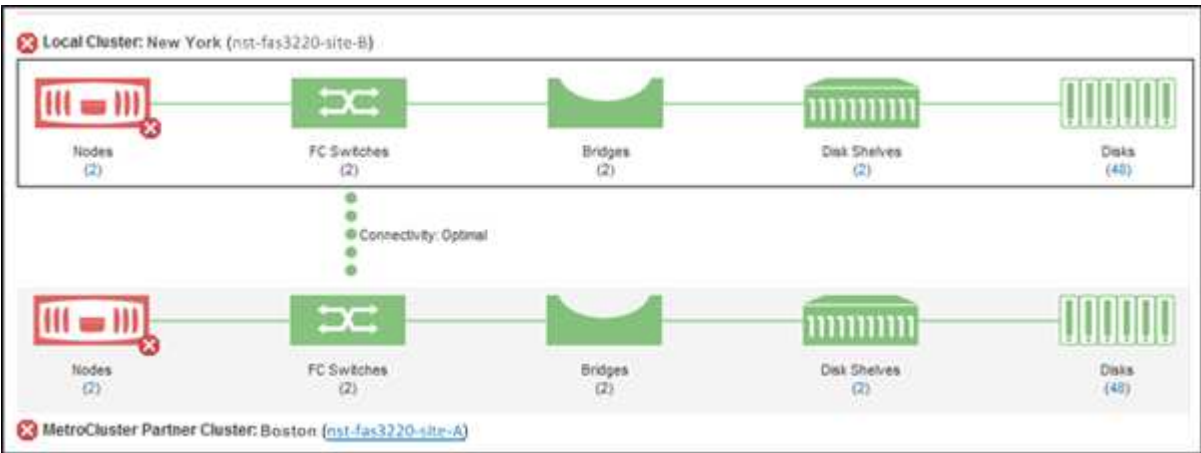 Local Cluster: New York (nst-fas3220-site-B)
Nodes FC Switches Bridges Disk Shelves Disks
(2) (2) (2) (2) (48)
Connectivity: Optimal
Nodes FC Switches Bridges Disk Shelves Disks
(2) (2) (2) (2) (48)
MetroCluster Partner Cluster: Boston (nst-fas3220-site-A)